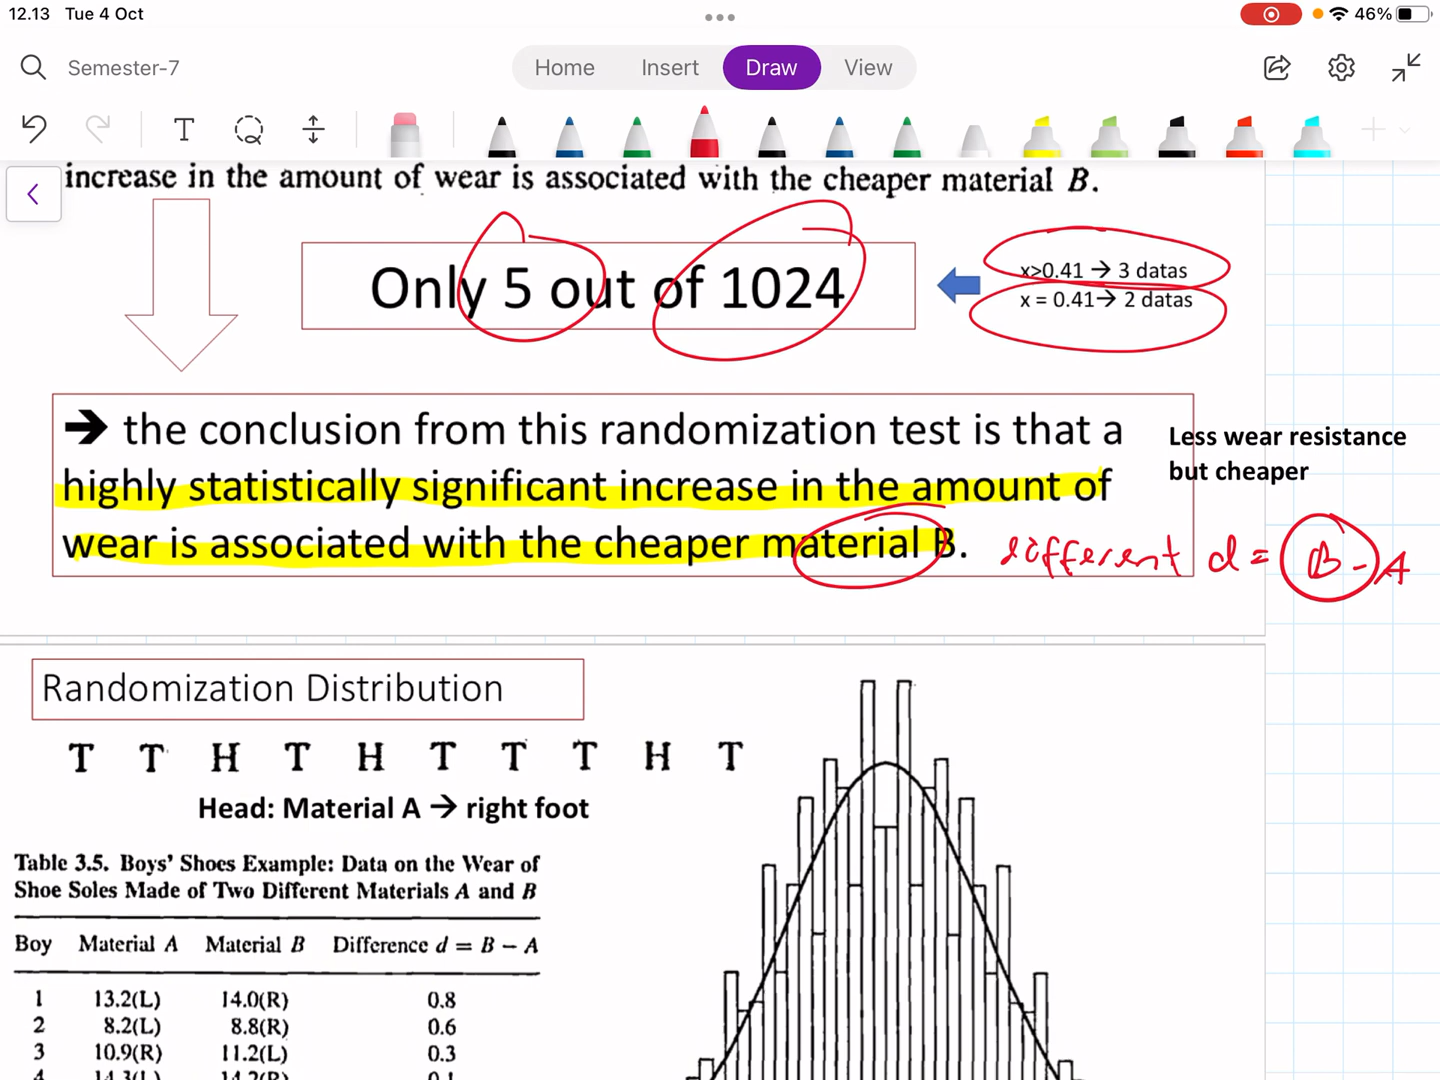 12.13 Tue 4 Oct
46%
Semester-7
Home Insert Draw View
T
increase in the amount of wear is associated with the cheaper material B.
Only 5 out of 1024
x>0.41 → 3 datas
x = 0.41→ 2 datas
➔ the conclusion from this randomization test is that a
highly statistically significant increase in the amount of
wear is associated with the cheaper material B.
Less wear resistance
but cheaper
different d = B - A
Randomization Distribution
T T H T H T T T H T
Head: Material A → right foot
Table 3.5. Boys' Shoes Example: Data on the Wear of
Shoe Soles Made of Two Different Materials A and B
Boy Material A Material B Difference d = B − A
1 13.2(L) 14.0(R) 0.8
2 8.2(L) 8.8(R) 0.6
3 10.9(R) 11.2(L) 0.3